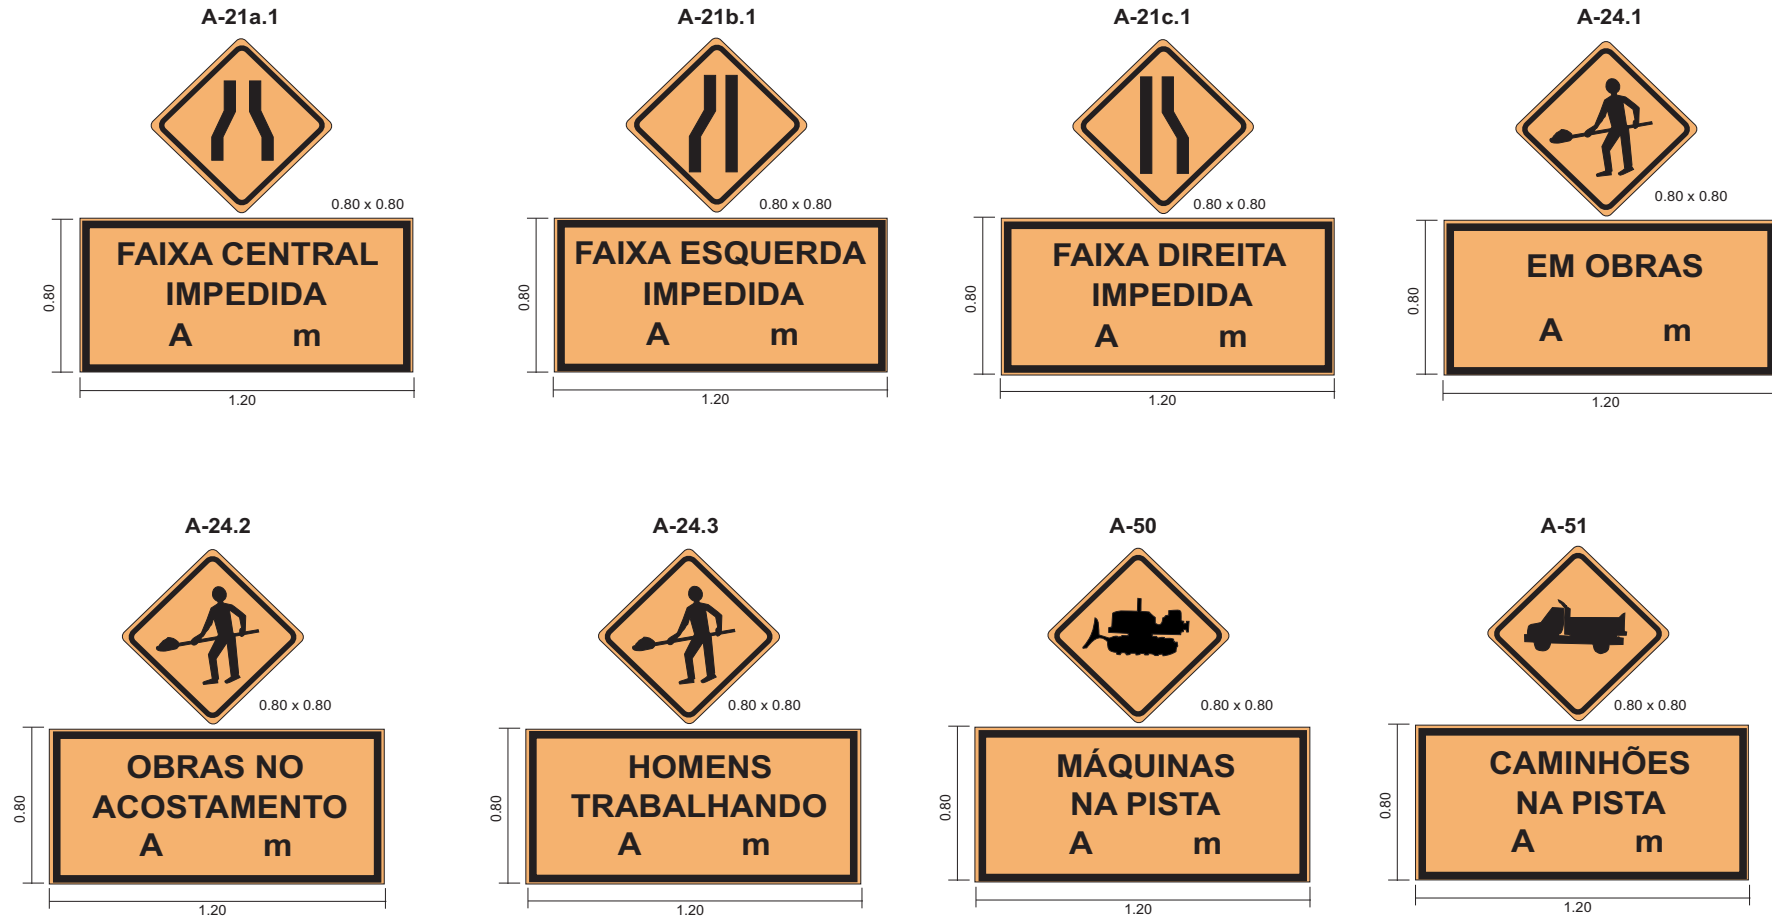 A-21a.1
0.80 x 0.80
FAIXA CENTRAL
IMPEDIDA
A m
0.80
1.20
A-21b.1
0.80 x 0.80
FAIXA ESQUERDA
IMPEDIDA
A m
0.80
1.20
A-21c.1
0.80 x 0.80
FAIXA DIREITA
IMPEDIDA
A m
0.80
1.20
A-24.1
0.80 x 0.80
EM OBRAS
A m
0.80
1.20
A-24.2
0.80 x 0.80
OBRAS NO
ACOSTAMENTO
A m
0.80
1.20
A-24.3
0.80 x 0.80
HOMENS
TRABALHANDO
A m
0.80
1.20
A-50
0.80 x 0.80
MÁQUINAS
NA PISTA
A m
0.80
1.20
A-51
0.80 x 0.80
CAMINHÕES
NA PISTA
A m
0.80
1.20